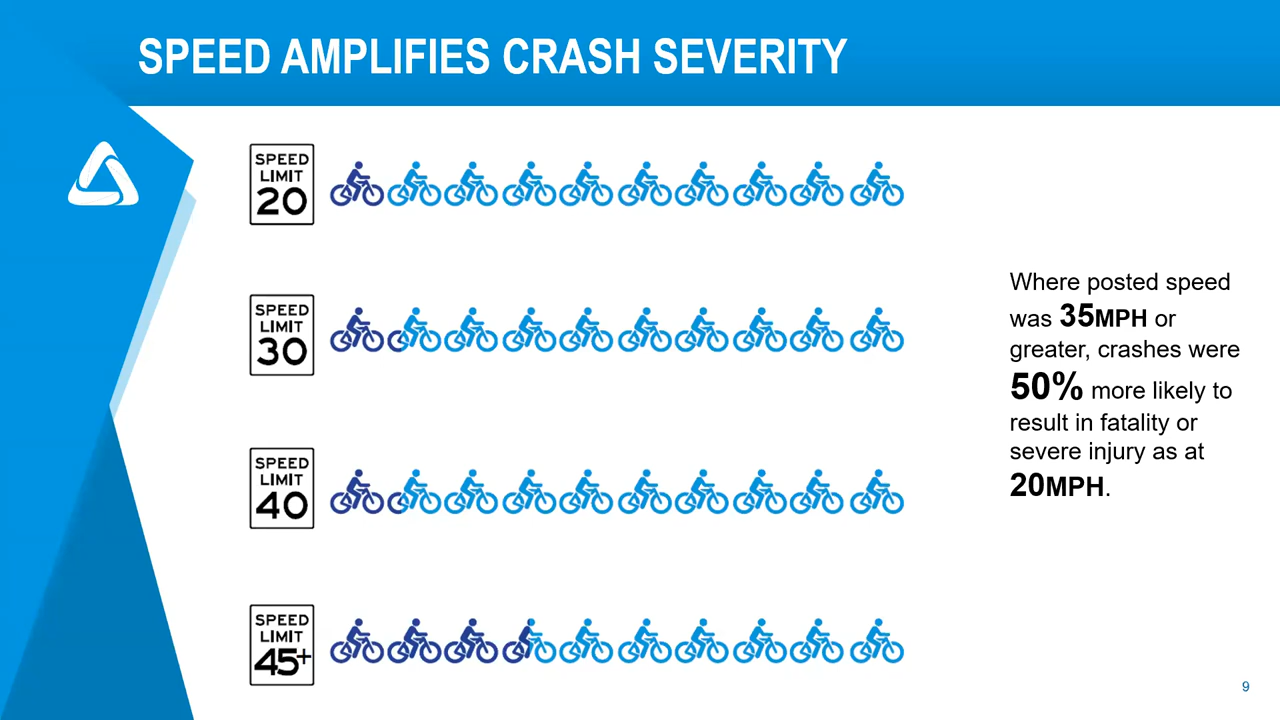 SPEED AMPLIFIES CRASH SEVERITY
SPEED
LIMIT
20
SPEED
LIMIT
30
SPEED
LIMIT
40
SPEED
LIMIT
45+
Where posted speed
was 35MPH or
greater, crashes were
50% more likely to
result in fatality or
severe injury as at
20MPH.
9